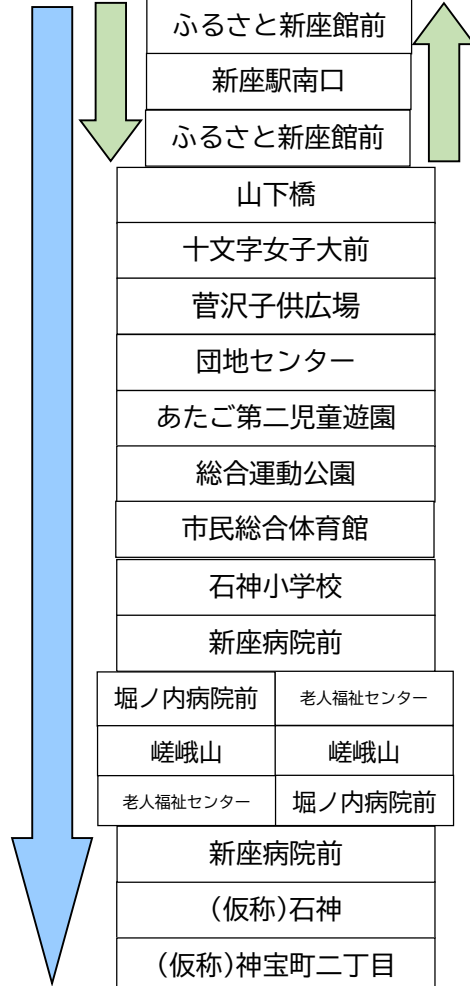 ふるさと新座館前
新座駅南口
ふるさと新座館前
山下橋
十文字女子大前
菅沢子供広場
団地センター
あたご第二児童遊園
総合運動公園
市民総合体育館
石神小学校
新座病院前
堀ノ内病院前 老人福祉センター
嵯峨山 嵯峨山
老人福祉センター 堀ノ内病院前
新座病院前
(仮称)石神
(仮称)神宝町二丁目